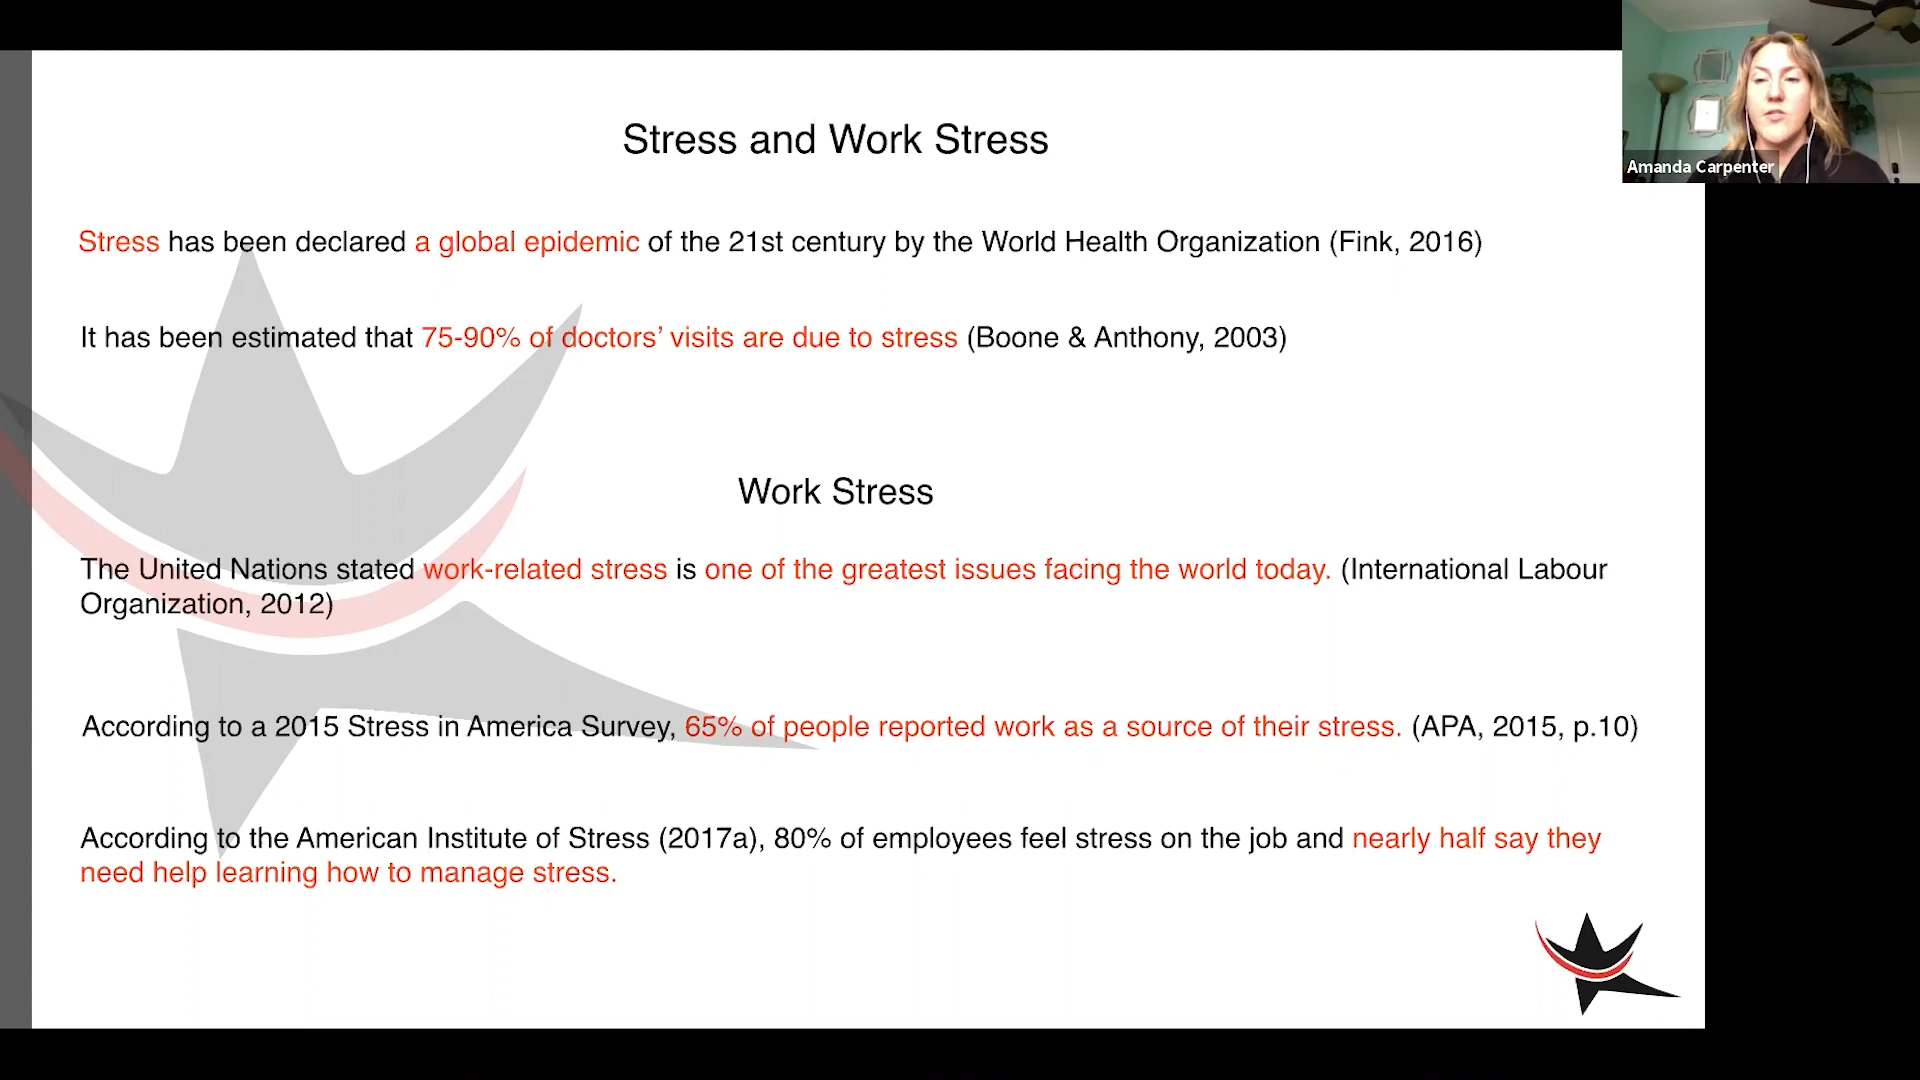 Stress and Work Stress
Amanda Carpenter
Stress has been declared a global epidemic of the 21st century by the World Health Organization (Fink, 2016)
It has been estimated that 75-90% of doctors’ visits are due to stress (Boone & Anthony, 2003)
Work Stress
The United Nations stated work-related stress is one of the greatest issues facing the world today. (International Labour
Organization, 2012)
According to a 2015 Stress in America Survey, 65% of people reported work as a source of their stress. (APA, 2015, p.10)
According to the American Institute of Stress (2017a), 80% of employees feel stress on the job and nearly half say they
need help learning how to manage stress.